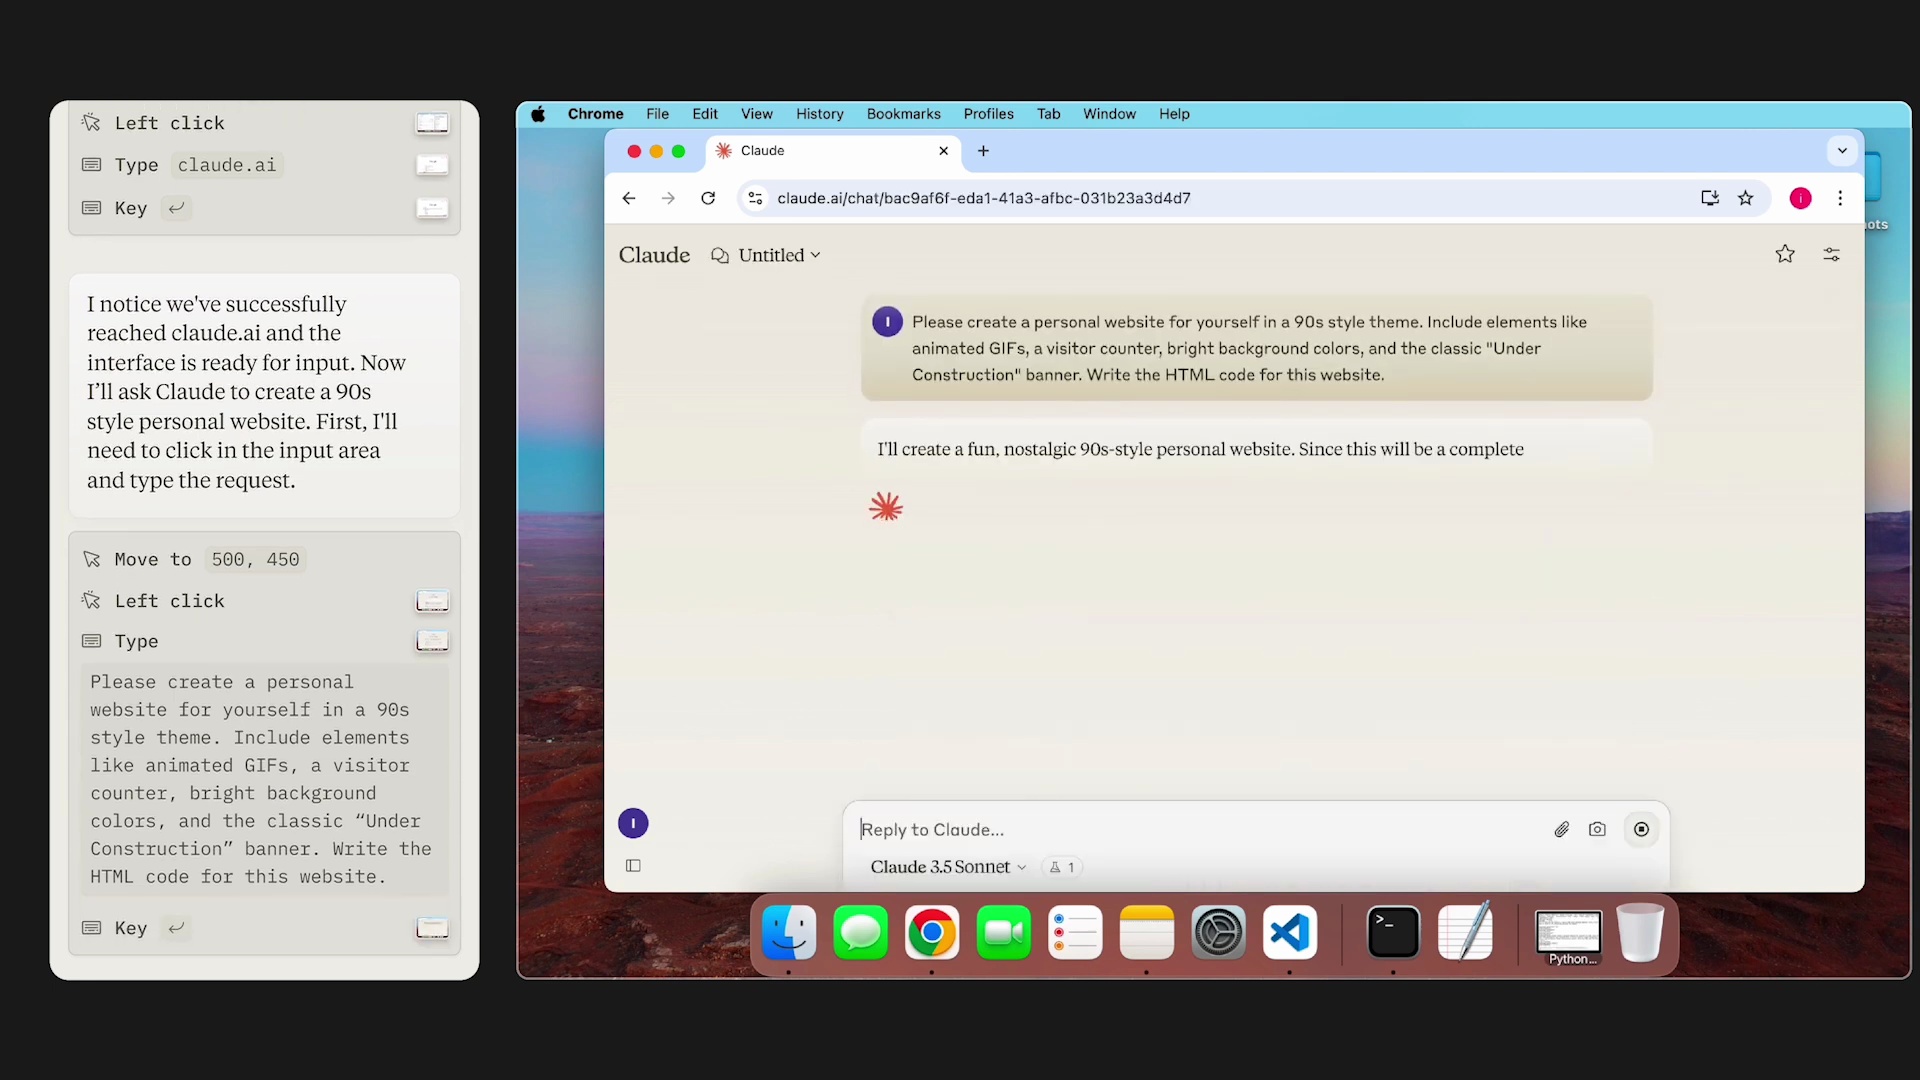 Left click
Type claude.ai
Key
I notice we've successfully
reached claude.ai and the
interface is ready for input. Now
I’ll ask Claude to create a 90s
style personal website. First, I'll
need to click in the input area
and type the request.
Move to 500, 450
Left click
Type
Please create a personal
website for yourself in a 90s
style theme. Include elements
like animated GIFs, a visitor
counter, bright background
colors, and the classic “Under
Construction” banner. Write the
HTML code for this website.
Key
Chrome File Edit View History Bookmarks Profiles Tab Window Help
Claude
claude.ai/chat/bac9af6f-eda1-41a3-afbc-031b23a3d4d7
i
ots
Claude Untitled
I
Please create a personal website for yourself in a 90s style theme. Include elements like
animated GIFs, a visitor counter, bright background colors, and the classic "Under
Construction" banner. Write the HTML code for this website.
I'll create a fun, nostalgic 90s-style personal website. Since this will be a complete
I
Reply to Claude...
Claude 3.5 Sonnet 1
Python...